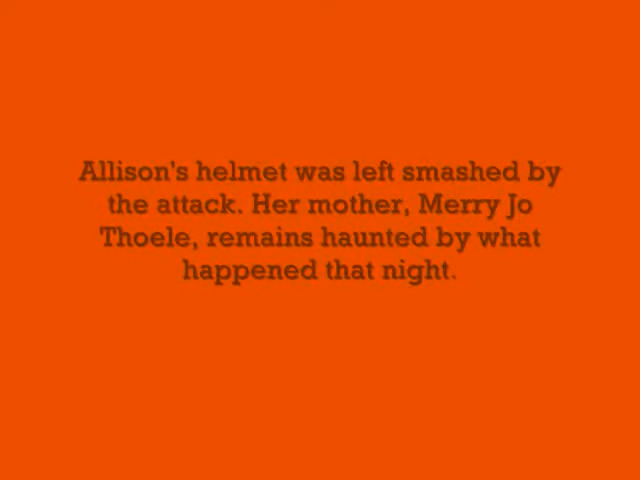 Allison's helmet was left smashed by
the attack. Her mother, Merry Jo
Thoele, remains haunted by what
happened that night.